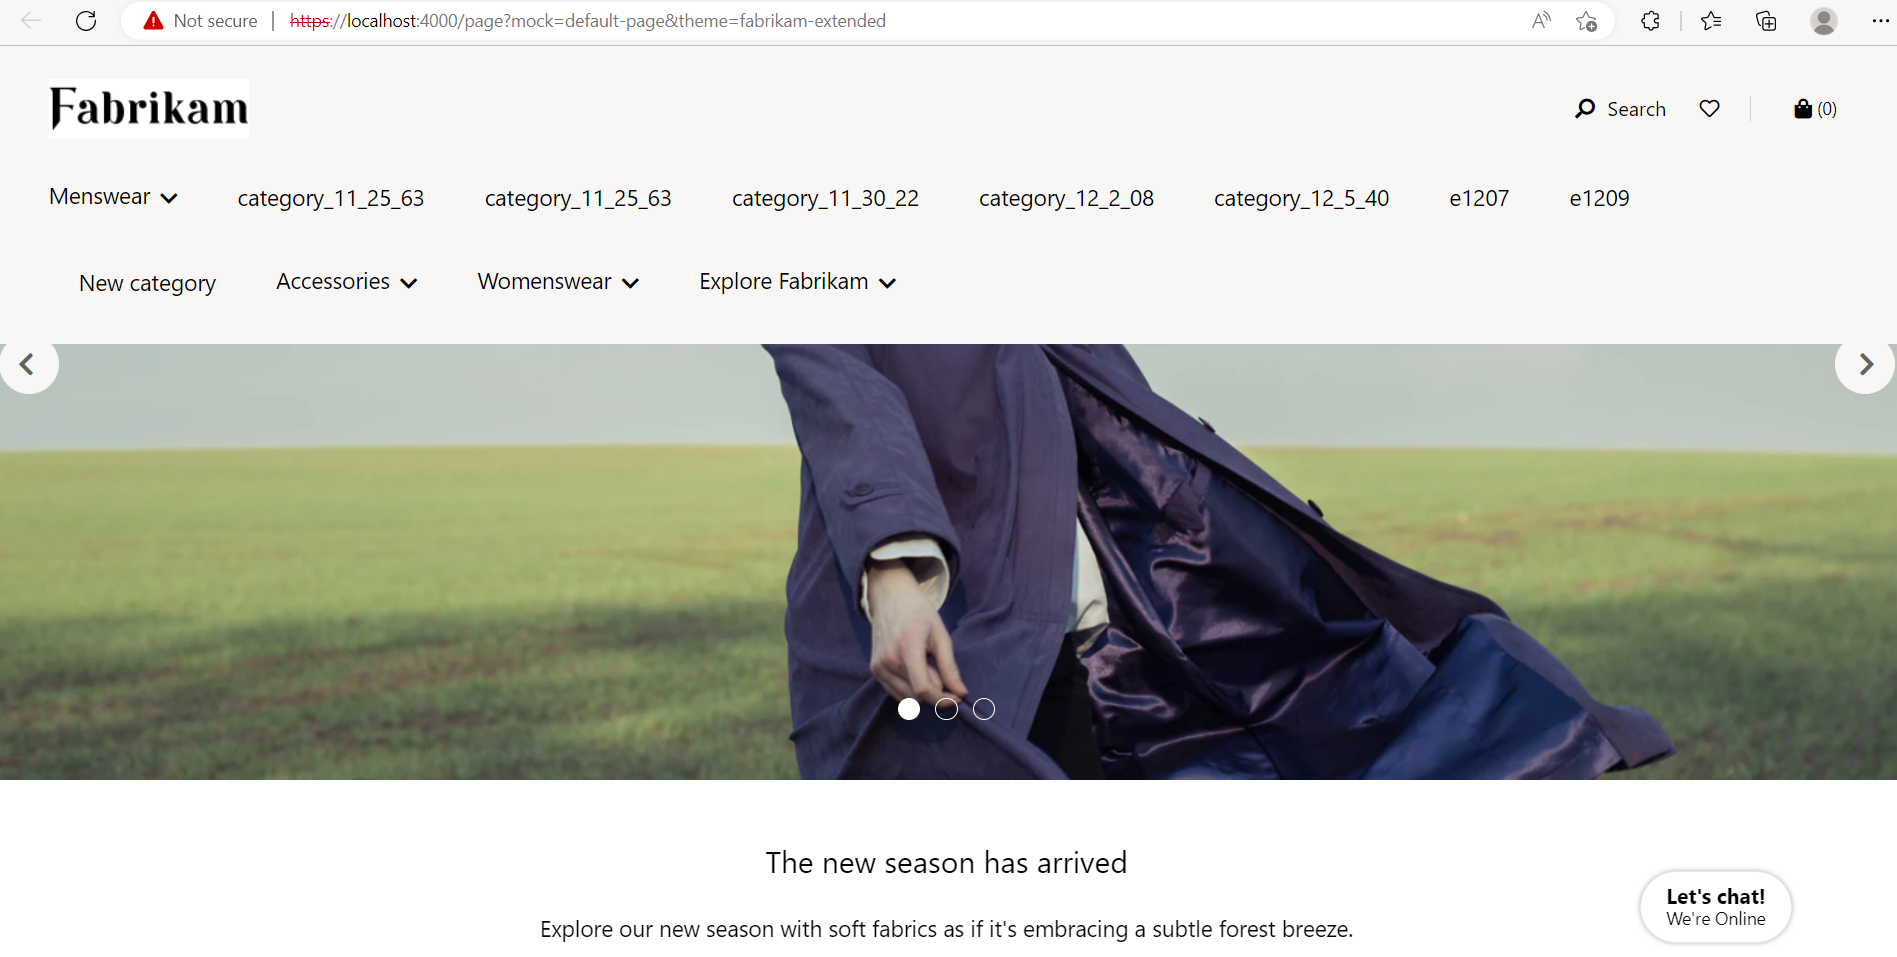 Not secure | https://localhost:4000/page?mock=default-page&theme=fabrikam-extended
Fabrikam
Search
(0)
Menswear category_11_25_63 category_11_25_63 category_11_30_22 category_12_2_08 category_12_5_40 e1207 e1209
New category Accessories Womenswear Explore Fabrikam
The new season has arrived
Explore our new season with soft fabrics as if it's embracing a subtle forest breeze.
Let's chat!
We're Online